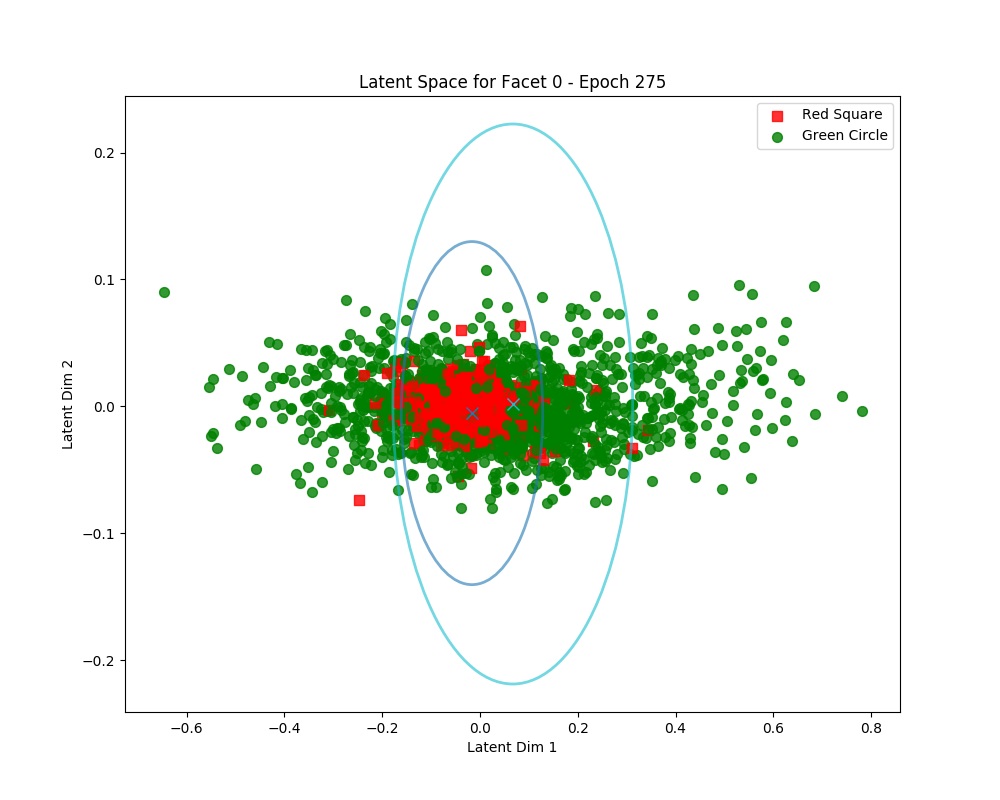 Latent Space for Facet 0 - Epoch 275
Red Square
Green Circle
0.2
0.1
0.0
−0.1
−0.2
Latent Dim 2
−0.6
−0.4
−0.2
0.0
0.2
0.4
0.6
0.8
Latent Dim 1